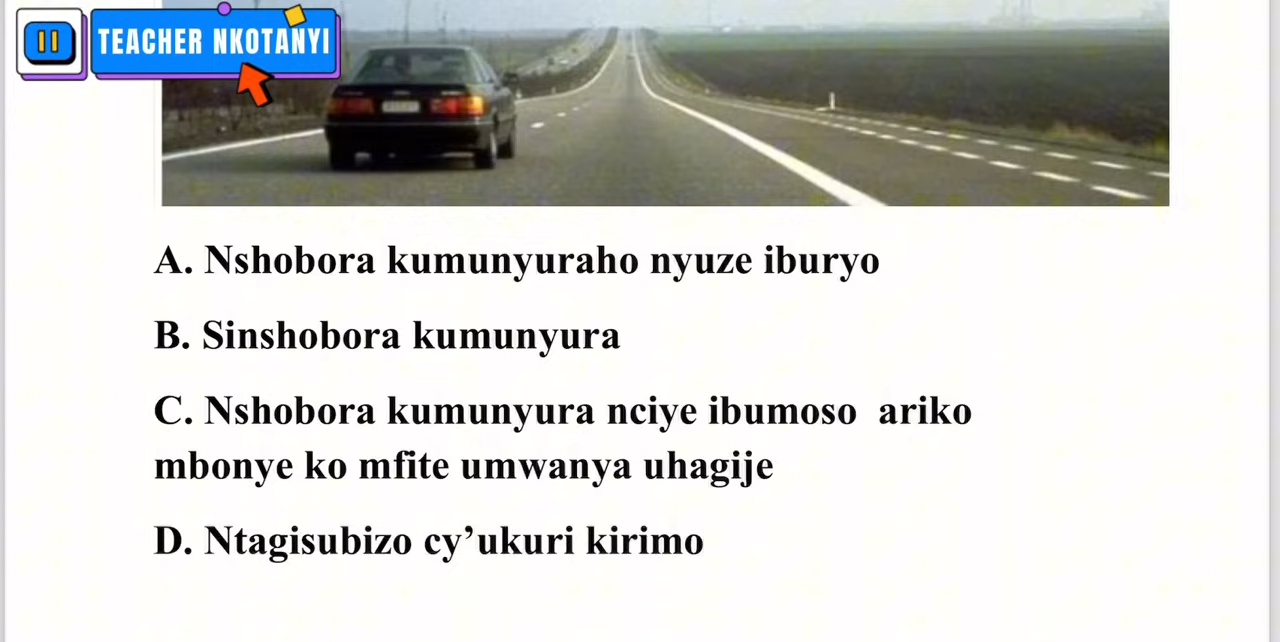 TEACHER NKOTANYI
A. Nshobora kumunyuraho nyuze iburyo
B. Sinshobora kumunyura
C. Nshobora kumunyura nciye ibumoso ariko
mbonye ko mfite umwanya uhagije
D. Ntagisubizo cy’ukuri kirimo